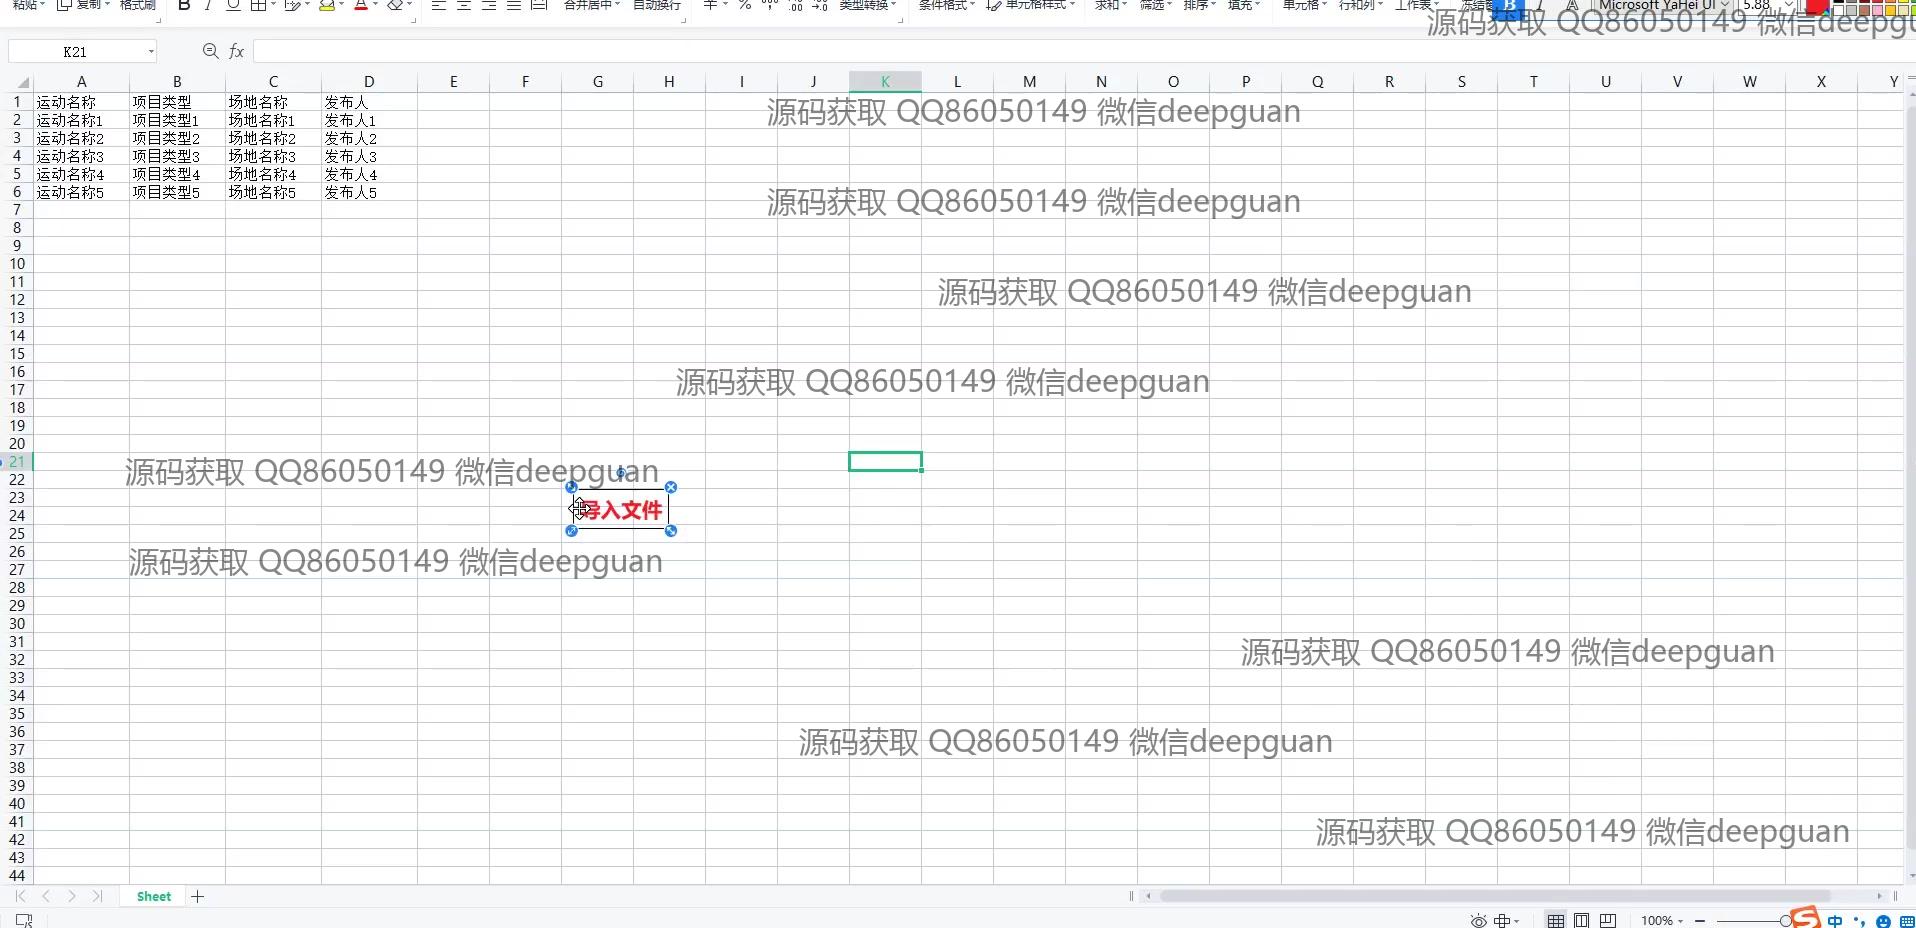 粘贴 复制 格式刷 B I U A 合并居中 自动换行 羊 % 类型转换 条件格式 单元格样式 求和 筛选 排序 填充 单元格 行和列 工作表 冻结窗 B I A Microsoft YaHei UI 5.88
源码获取 QQ86050149 微信deepgu
K21 fx
A B C D E F G H I J K L M N O P Q R S T U V W X Y
1 运动名称 项目类型 场地名称 发布人
源码获取 QQ86050149 微信deepguan
2 运动名称1 项目类型1 场地名称1 发布人1
3 运动名称2 项目类型2 场地名称2 发布人2
4 运动名称3 项目类型3 场地名称3 发布人3
5 运动名称4 项目类型4 场地名称4 发布人4
6 运动名称5 项目类型5 场地名称5 发布人5
源码获取 QQ86050149 微信deepguan
7
8
9
10
11
12
源码获取 QQ86050149 微信deepguan
13
14
15
16
17
源码获取 QQ86050149 微信deepguan
18
19
20
21
22
源码获取 QQ86050149 微信deepguan
23
24
导入文件
25
26
27
源码获取 QQ86050149 微信deepguan
28
29
30
31
32
源码获取 QQ86050149 微信deepguan
33
34
35
36
37
源码获取 QQ86050149 微信deepguan
38
39
40
41
42
源码获取 QQ86050149 微信deepguan
43
44
Sheet
100%
中